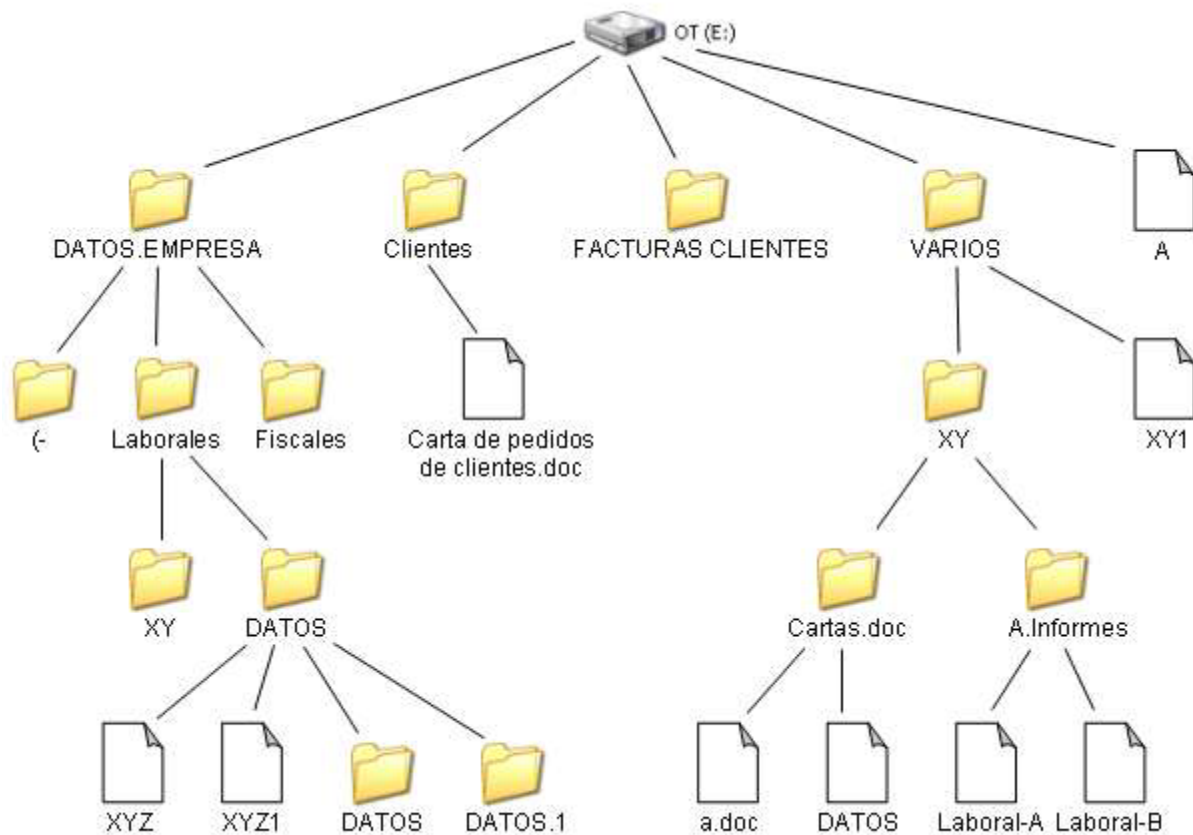 OT (E:)
DATOS.EMPRESA
Clientes
FACTURAS CLIENTES
VARIOS
A
(-
Laborales
Fiscales
Carta de pedidos
de clientes.doc
XY
XY1
XY
DATOS
Cartas.doc
A.Informes
XYZ
XYZ1
DATOS
DATOS.1
a.doc
DATOS
Laboral-A
Laboral-B